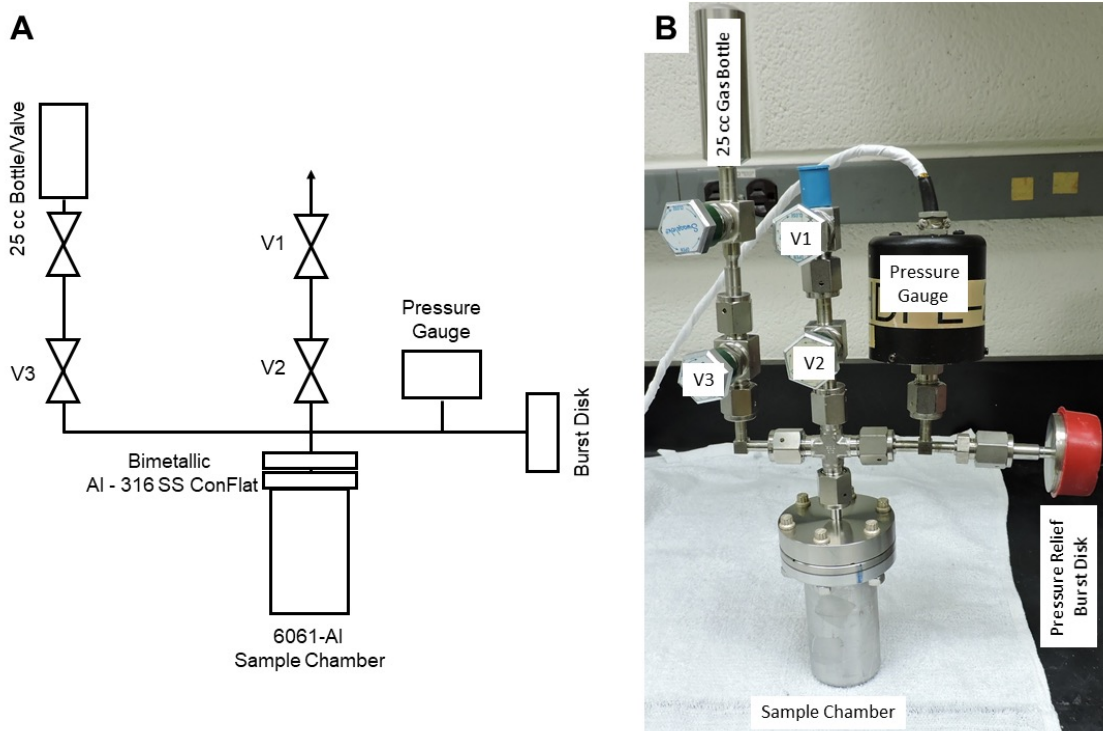 A
25 cc Bottle/Valve
V1
V3
V2
Pressure
Gauge
Burst Disk
Bimetallic
Al - 316 SS ConFlat
6061-Al
Sample Chamber
B
25 cc Gas Bottle
V1
Pressure
Gauge
V3
V2
Pressure Relief
Burst Disk
Sample Chamber